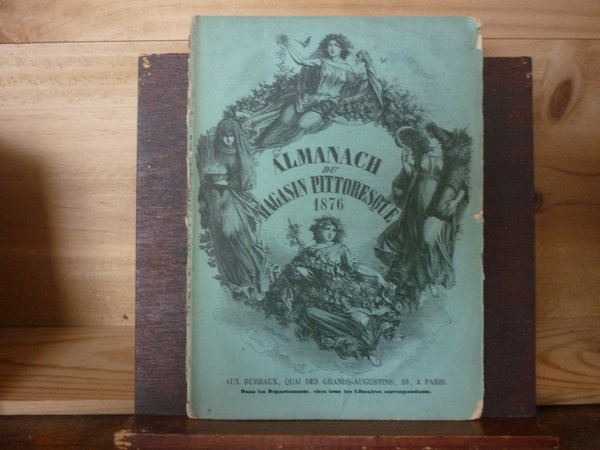 ALMANACH
DU
MAGASIN PITTORESQUE
1876
AUX BUREAUX, QUAI DES GRANDS-AUGUSTINS, 29, A PARIS
Dans les Départements, chez tous les Libraires correspondants.